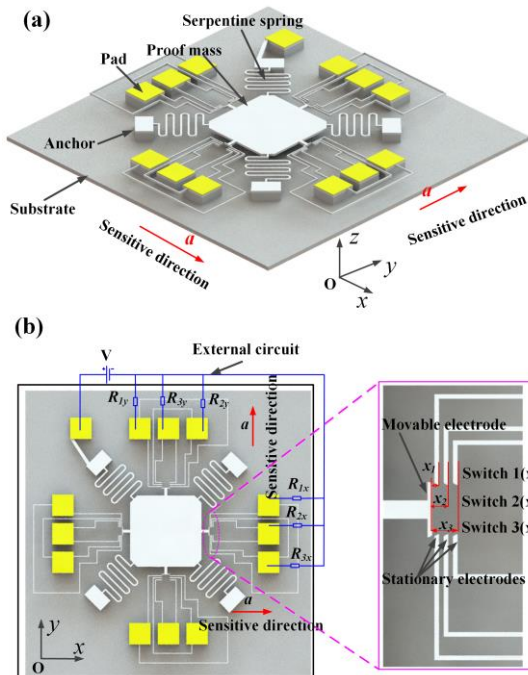 (a)
Serpentine spring
Proof mass
Pad
Anchor
Substrate
a
Sensitive direction
a
Sensitive direction
z
y
O
x
(b)
V
External circuit
R1y
R3y
R2y
a
Sensitive direction
R1x
R2x
R3x
a
Sensitive direction
y
O
x
Movable electrode
x1
Switch 1(x
x2
Switch 2(x
x3
Switch 3(x
Stationary electrodes